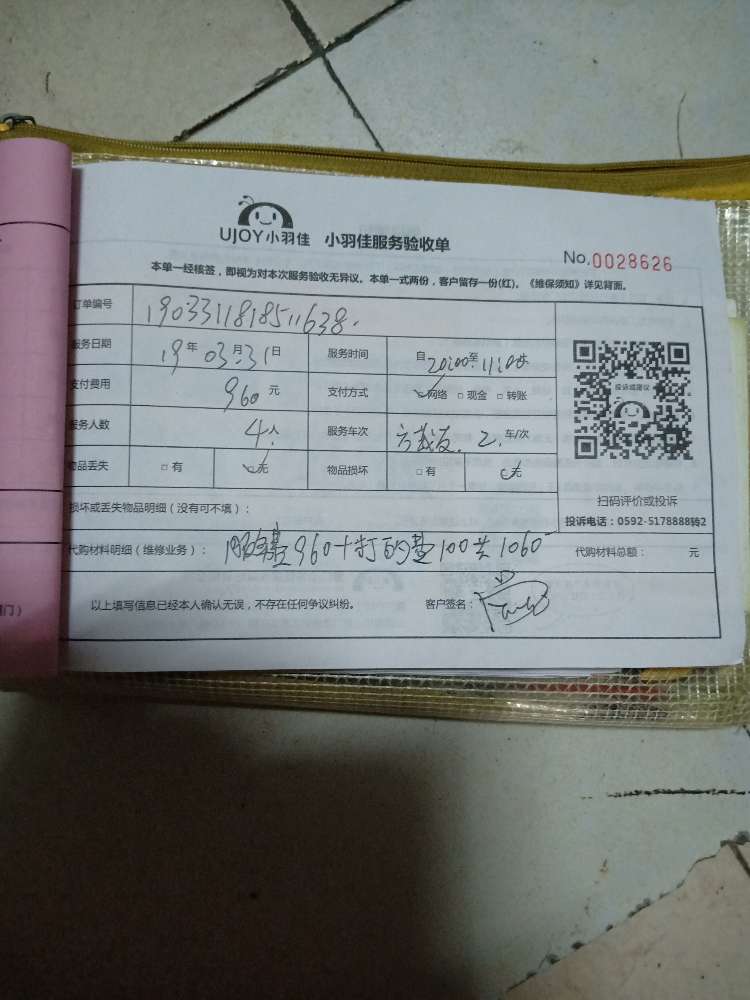 UJOY小羽佳 小羽佳服务验收单
No.0028626
本单一经核签，即视为对本次服务验收无异议。本单一式两份，客户留存一份(红)。《维保须知》详见背面。
订单编号 1903311818511638
服务日期 19年03月31日 服务时间 自20:00至11:00
支付费用 960元 支付方式 网络 □ 现金 □ 转账
服务人数 4人 服务车次 2 车/次
投诉或建议
物品丢失 □ 有 □ 无 物品损坏 □ 有 无
扫码评价或投诉
损坏或丢失物品明细（没有可不填）：
投诉电话：0592-5178888转2
代购材料明细（维修业务）： 960+ 100共1060 代购材料总额： 元
以上填写信息已经本人确认无误，不存在任何争议纠纷。 客户签名：
门）